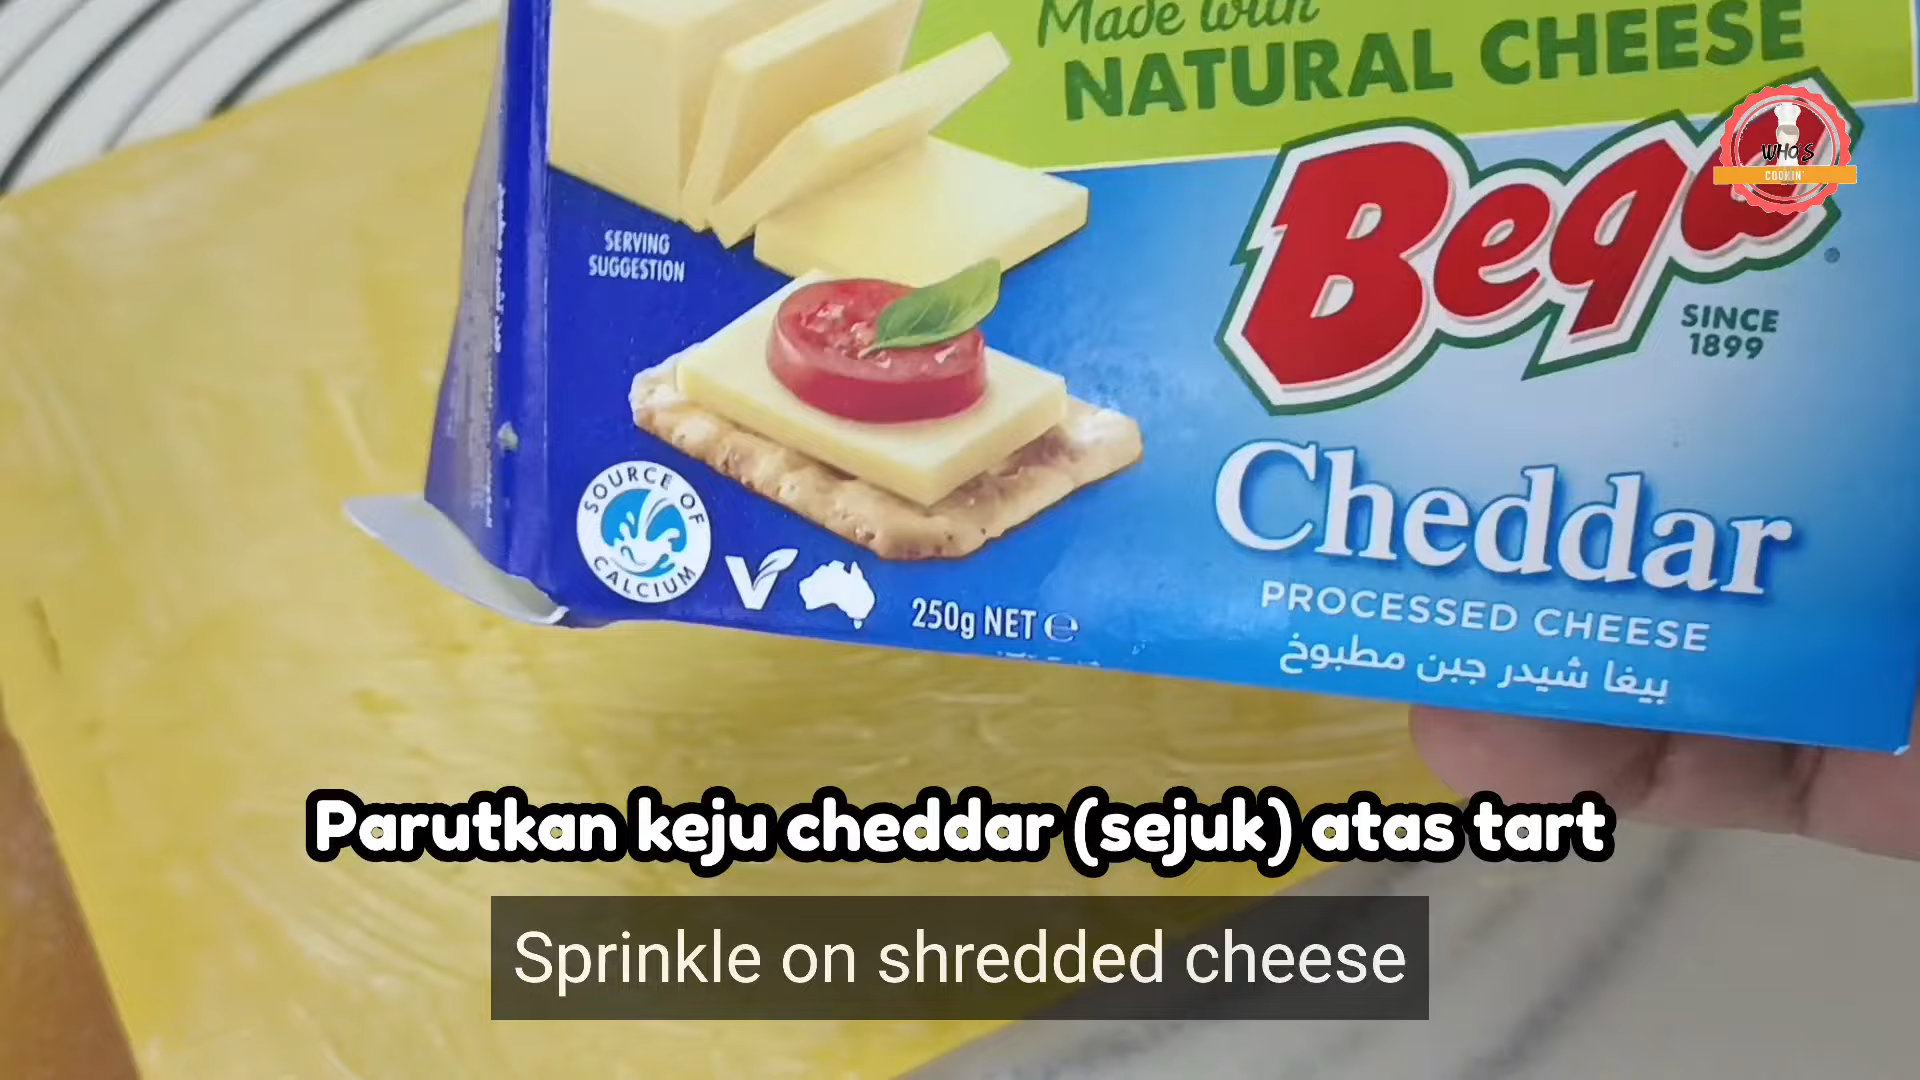 Made with
NATURAL CHEESE
Bega
WHO'S
COOKIN'
SINCE
1899
SERVING
SUGGESTION
Cheddar
PROCESSED CHEESE
بيغا شيدر جبن مطبوخ
SOURCE OF
CALCIUM
250g NET e
Parutkan keju cheddar (sejuk) atas tart
Sprinkle on shredded cheese